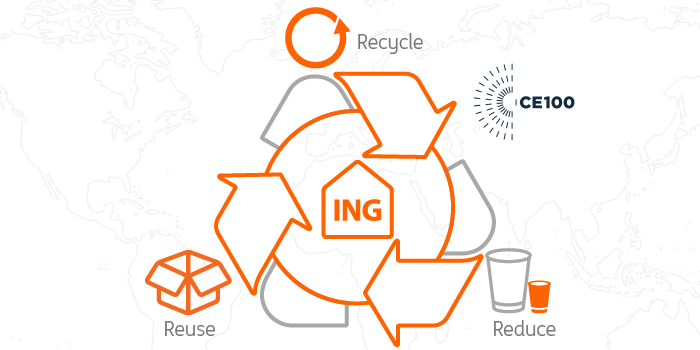 Recycle
CE100
ING
Reuse
Reduce